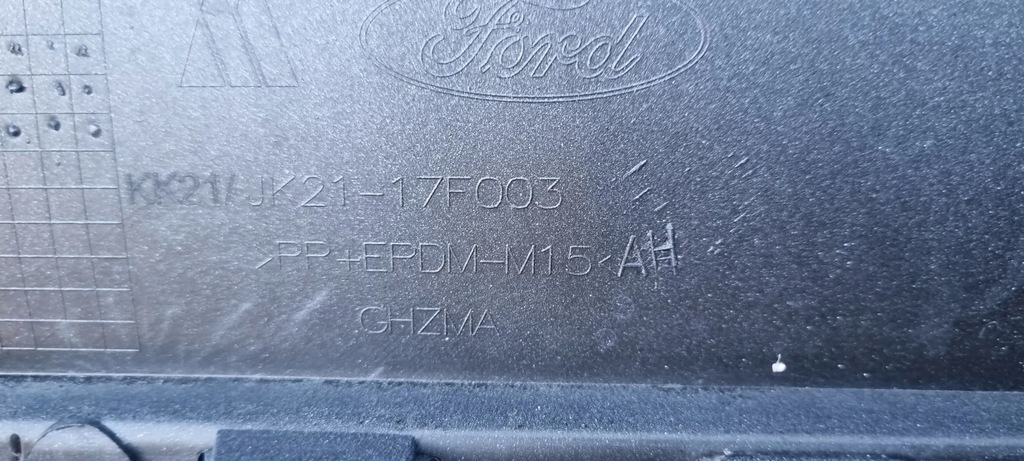 Ford
KK21/JK21-17F003
>PP+EPDM-M15< AH
GHZMA